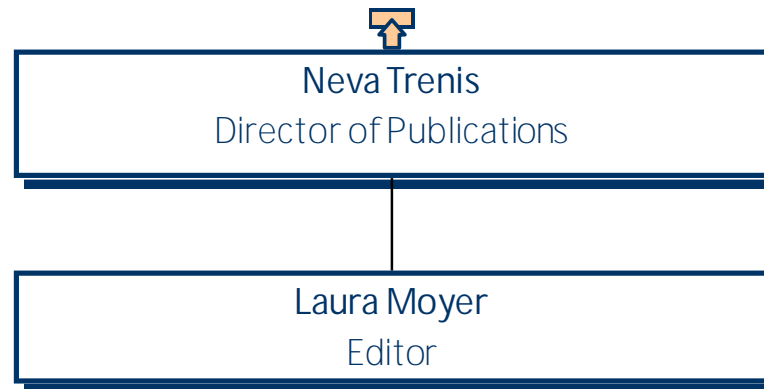 Neva Trenis
Director of Publications
Laura Moyer
Editor